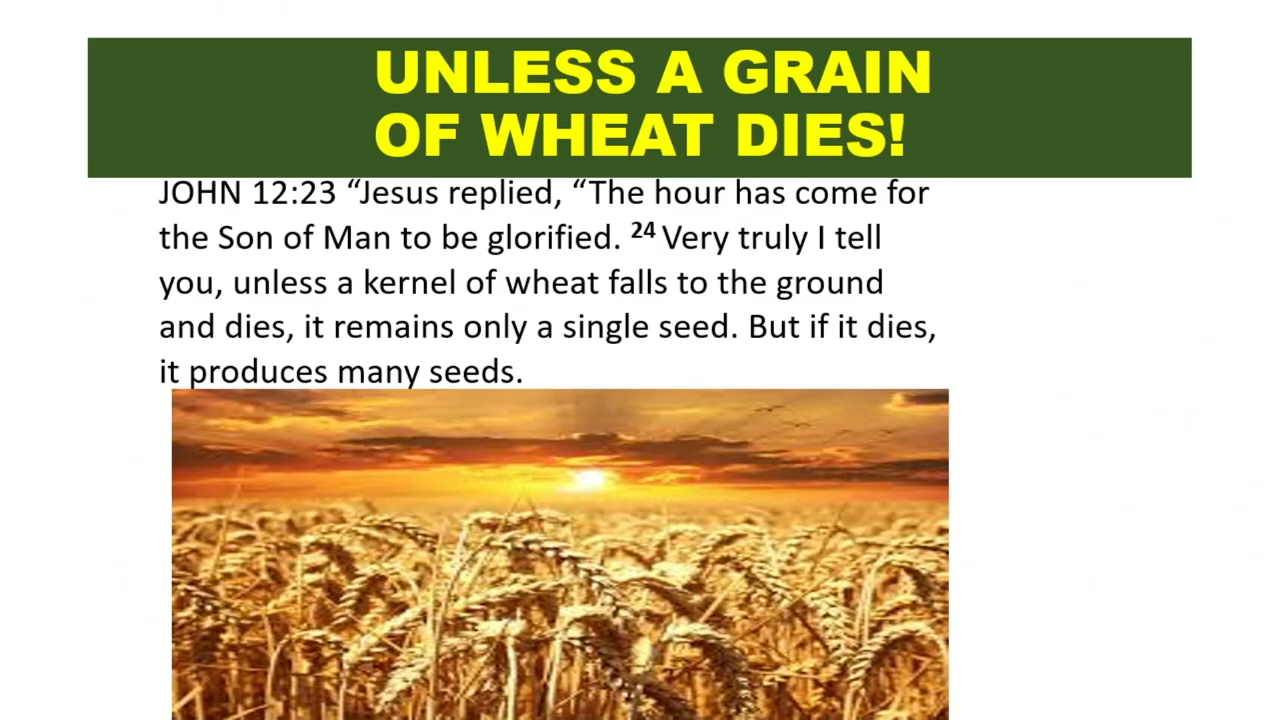 UNLESS A GRAIN
OF WHEAT DIES!
JOHN 12:23 “Jesus replied, “The hour has come for
the Son of Man to be glorified. 24 Very truly I tell
you, unless a kernel of wheat falls to the ground
and dies, it remains only a single seed. But if it dies,
it produces many seeds.